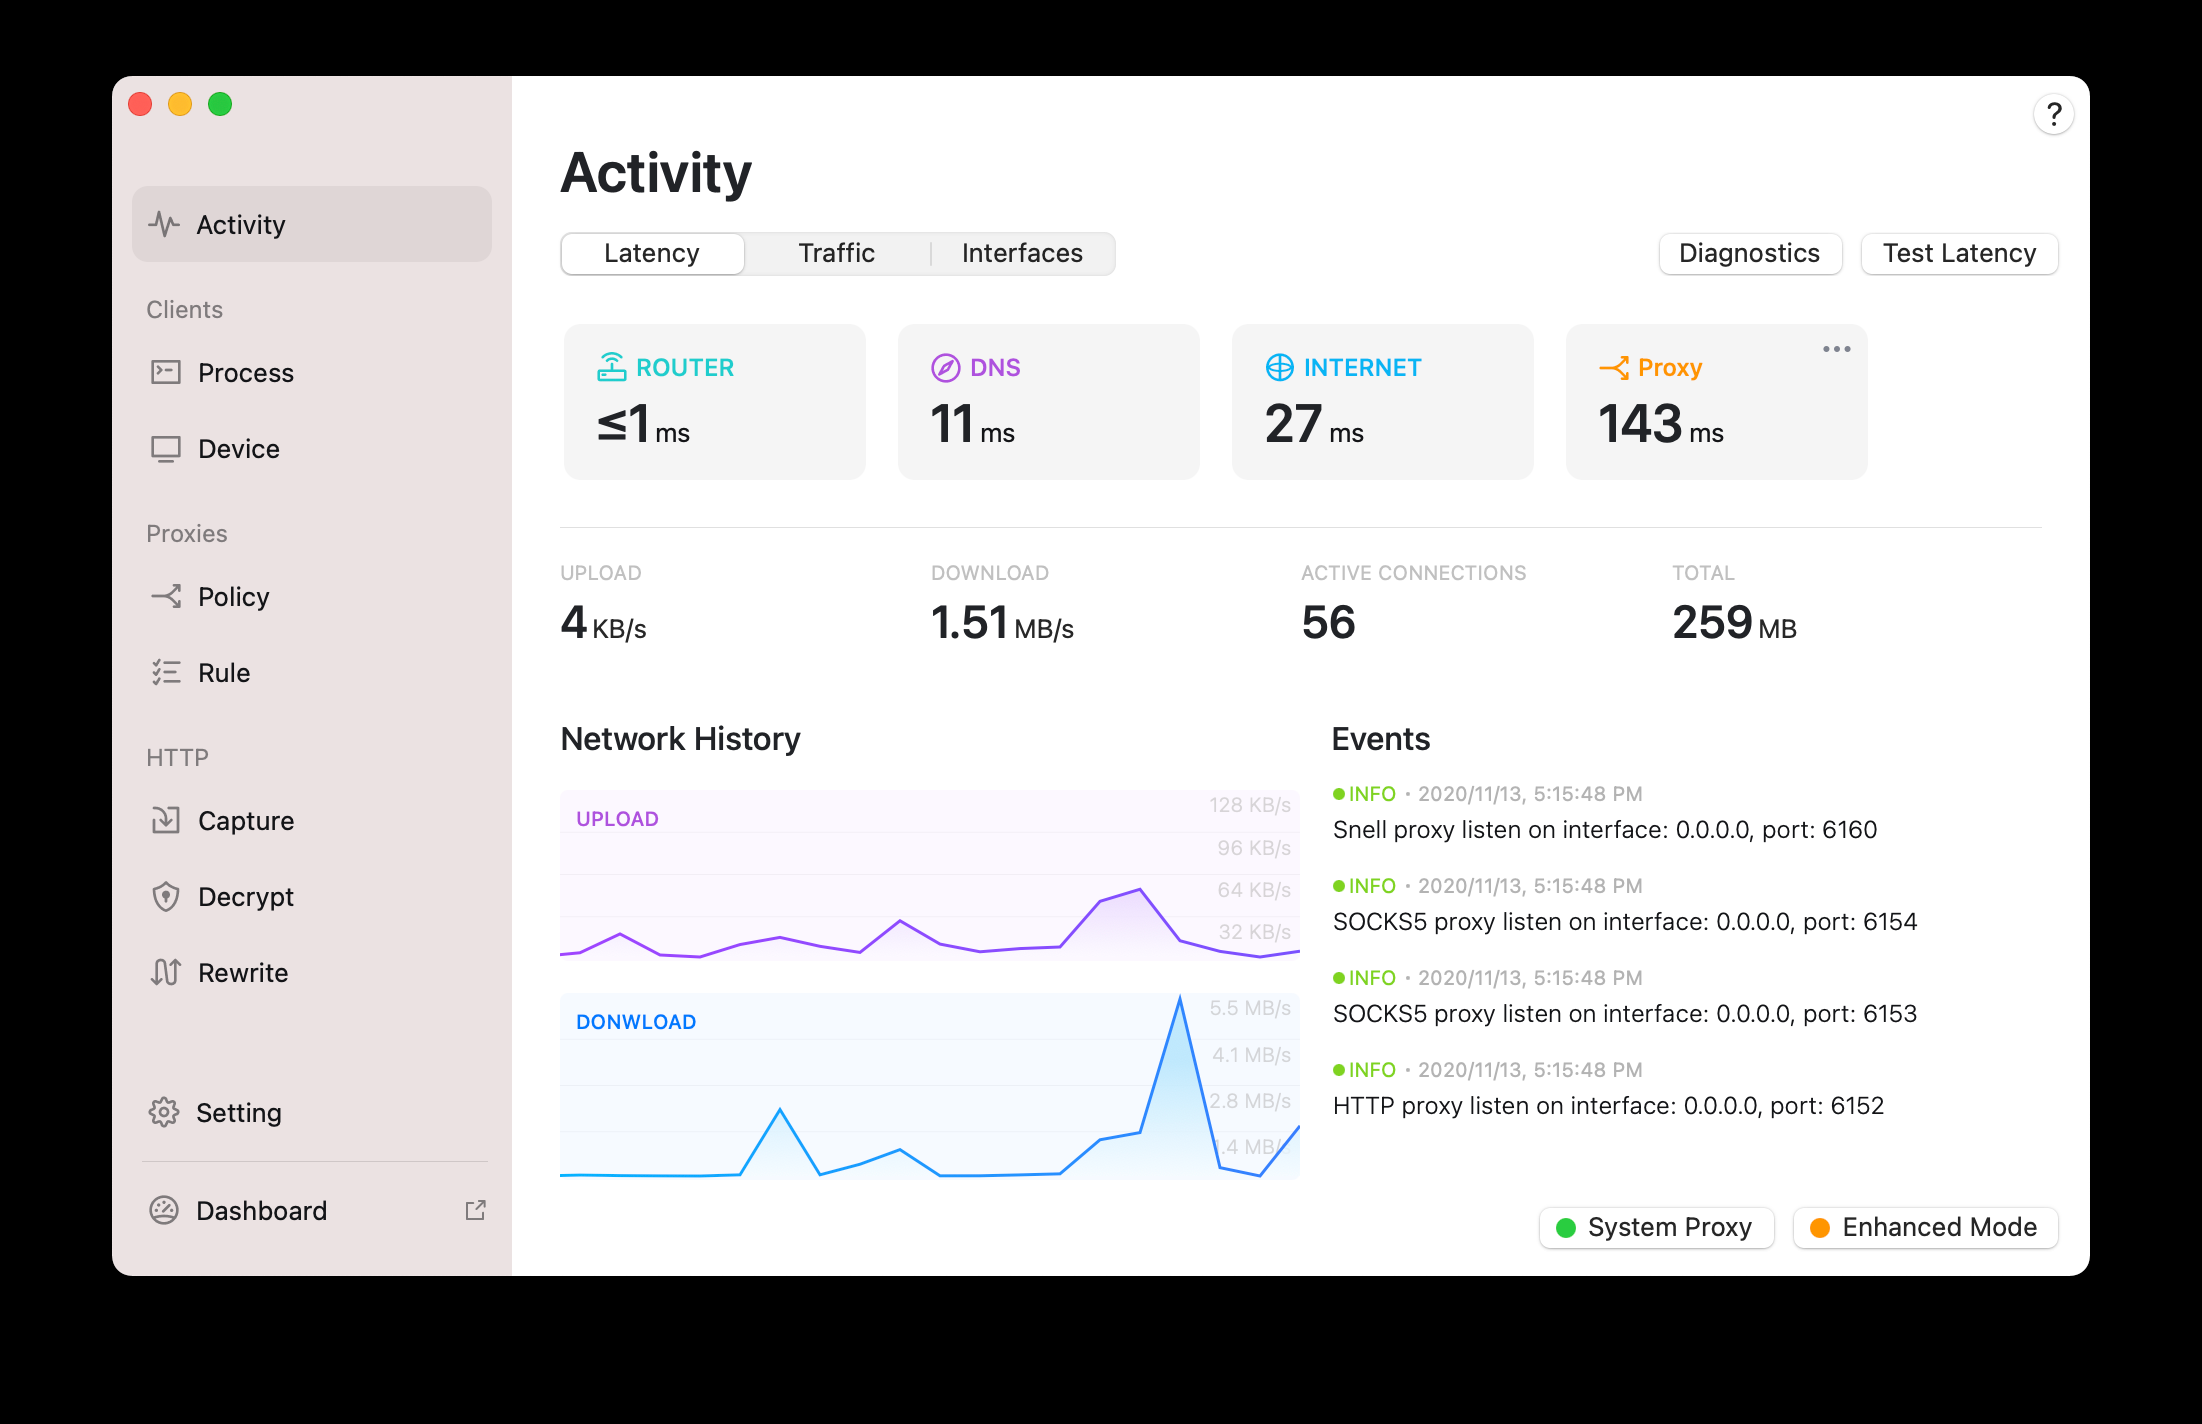 ?
Activity
Clients
Process
Device
Proxies
Policy
Rule
HTTP
Capture
Decrypt
Rewrite
Setting
Dashboard
Activity
Latency Traffic Interfaces
Diagnostics Test Latency
ROUTER
≤1 ms
DNS
11 ms
INTERNET
27 ms
Proxy
143 ms
UPLOAD
4 KB/s
DOWNLOAD
1.51 MB/s
ACTIVE CONNECTIONS
56
TOTAL
259 MB
Network History
UPLOAD
128 KB/s
96 KB/s
64 KB/s
32 KB/s
DONWLOAD
5.5 MB/s
4.1 MB/s
2.8 MB/s
1.4 MB/s
Events
INFO • 2020/11/13, 5:15:48 PM
Snell proxy listen on interface: 0.0.0.0, port: 6160
INFO • 2020/11/13, 5:15:48 PM
SOCKS5 proxy listen on interface: 0.0.0.0, port: 6154
INFO • 2020/11/13, 5:15:48 PM
SOCKS5 proxy listen on interface: 0.0.0.0, port: 6153
INFO • 2020/11/13, 5:15:48 PM
HTTP proxy listen on interface: 0.0.0.0, port: 6152
System Proxy Enhanced Mode